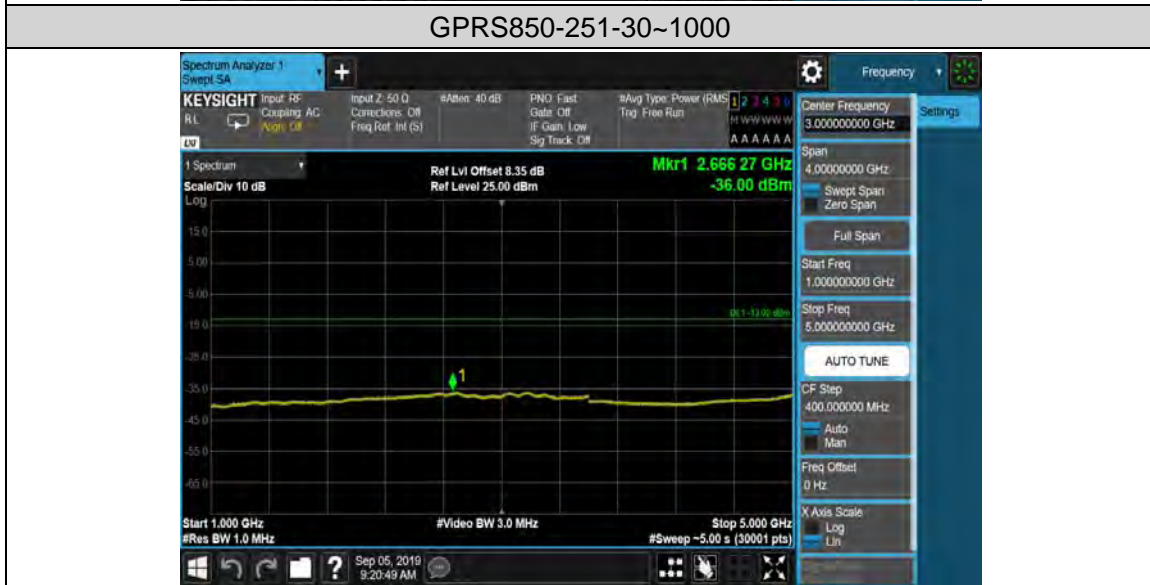 GPRS850-251-30~1000
Spectrum Analyzer 1
Swept SA
+
Frequency
KEYSIGHT
RL
Input: RF
Coupling: AC
Align: Off
Input Z: 50 Ω
Corrections: Off
Freq Ref: Int (S)
#Atten: 40 dB
PNO: Fast
Gate: Off
IF Gain: Low
Sig Track: Off
#Avg Type: Power (RMS
Trig: Free Run
1 2 3 4 5 6
M W W W W W
A A A A A A
Center Frequency
3.000000000 GHz
Settings
1 Spectrum
Scale/Div 10 dB
Log
Ref Lvl Offset 8.35 dB
Ref Level 25.00 dBm
Mkr1 2.666 27 GHz
-36.00 dBm
Span
4.00000000 GHz
Swept Span
Zero Span
Full Span
Start Freq
1.000000000 GHz
Stop Freq
5.000000000 GHz
AUTO TUNE
CF Step
400.000000 MHz
Auto
Man
Freq Offset
0 Hz
X Axis Scale
Log
Lin
15.0
5.00
-5.00
DL1 -13.00 dBm
-15.0
-25.0
1
-35.0
-45.0
-55.0
-65.0
Start 1.000 GHz
#Res BW 1.0 MHz
#Video BW 3.0 MHz
Stop 5.000 GHz
#Sweep ~5.00 s (30001 pts)
?
Sep 05, 2019
9:20:49 AM